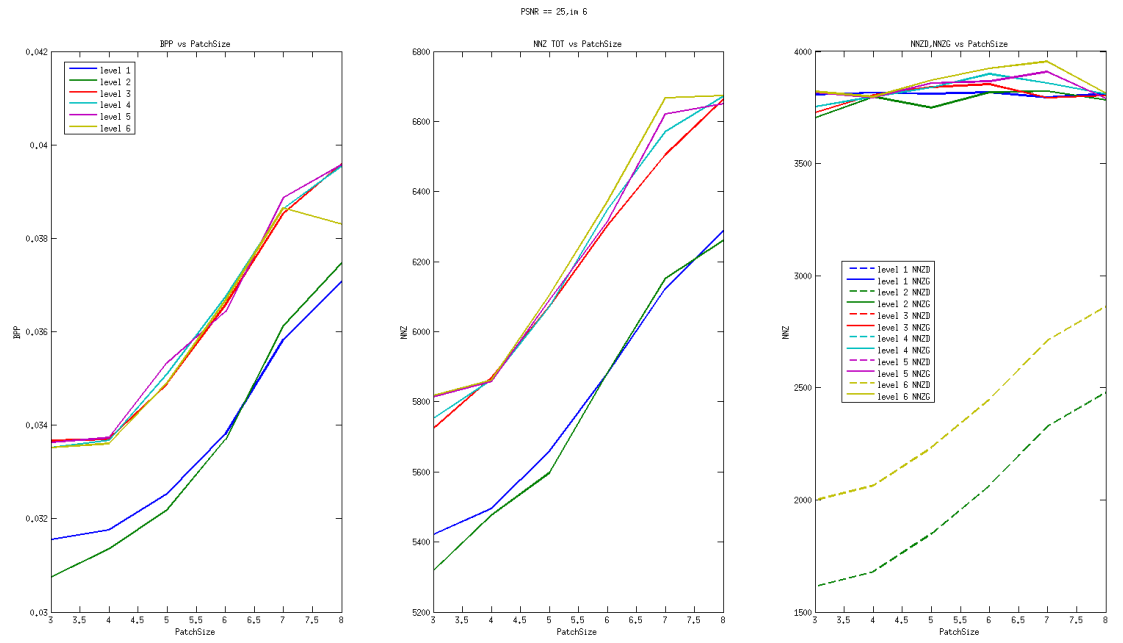 PSNR == 25,im 6
BPP vs PatchSize
0.042
0.04
0.038
0.036
0.034
0.032
0.03
BPP
level 1
level 2
level 3
level 4
level 5
level 6
3 3.5 4 4.5 5 5.5 6 6.5 7 7.5 8
PatchSize
NNZ TOT vs PatchSize
6800
6600
6400
6200
6000
5800
5600
5400
5200
NNZ
3 3.5 4 4.5 5 5.5 6 6.5 7 7.5 8
PatchSize
NNZD,NNZG vs PatchSize
4000
3500
3000
2500
2000
1500
NNZ
level 1 NNZD
level 1 NNZG
level 2 NNZD
level 2 NNZG
level 3 NNZD
level 3 NNZG
level 4 NNZD
level 4 NNZG
level 5 NNZD
level 5 NNZG
level 6 NNZD
level 6 NNZG
3 3.5 4 4.5 5 5.5 6 6.5 7 7.5 8
PatchSize